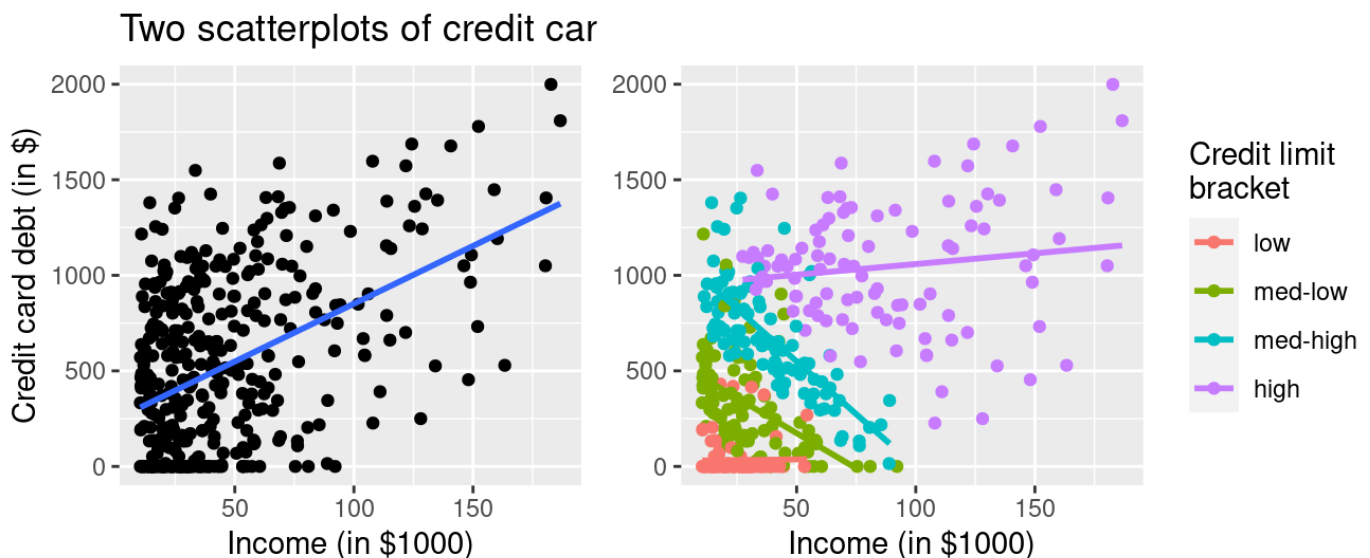 Two scatterplots of credit car
Credit card debt (in $)
2000
1500
1000
500
0
50 100 150
Income (in $1000)
2000
1500
1000
500
0
50 100 150
Income (in $1000)
Credit limit
bracket
low
med-low
med-high
high